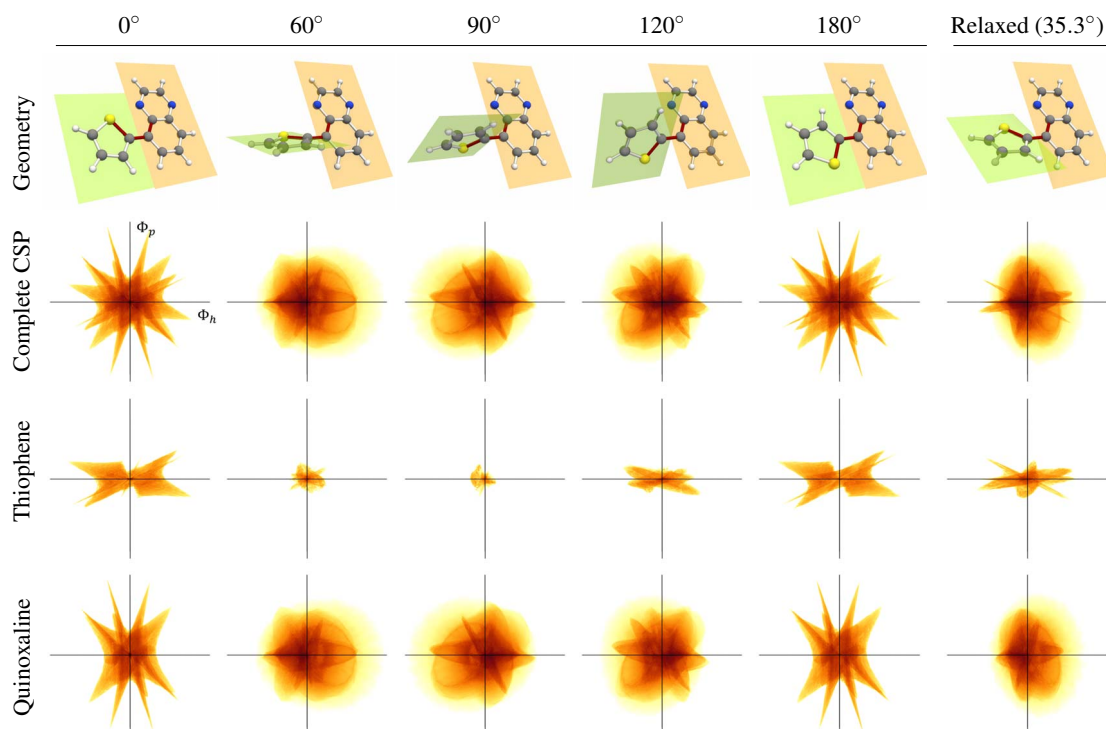 0° 60° 90° 120° 180° Relaxed (35.3°)
Geometry
Complete CSP
Φₚ
Φₕ
Thiophene
Quinoxaline